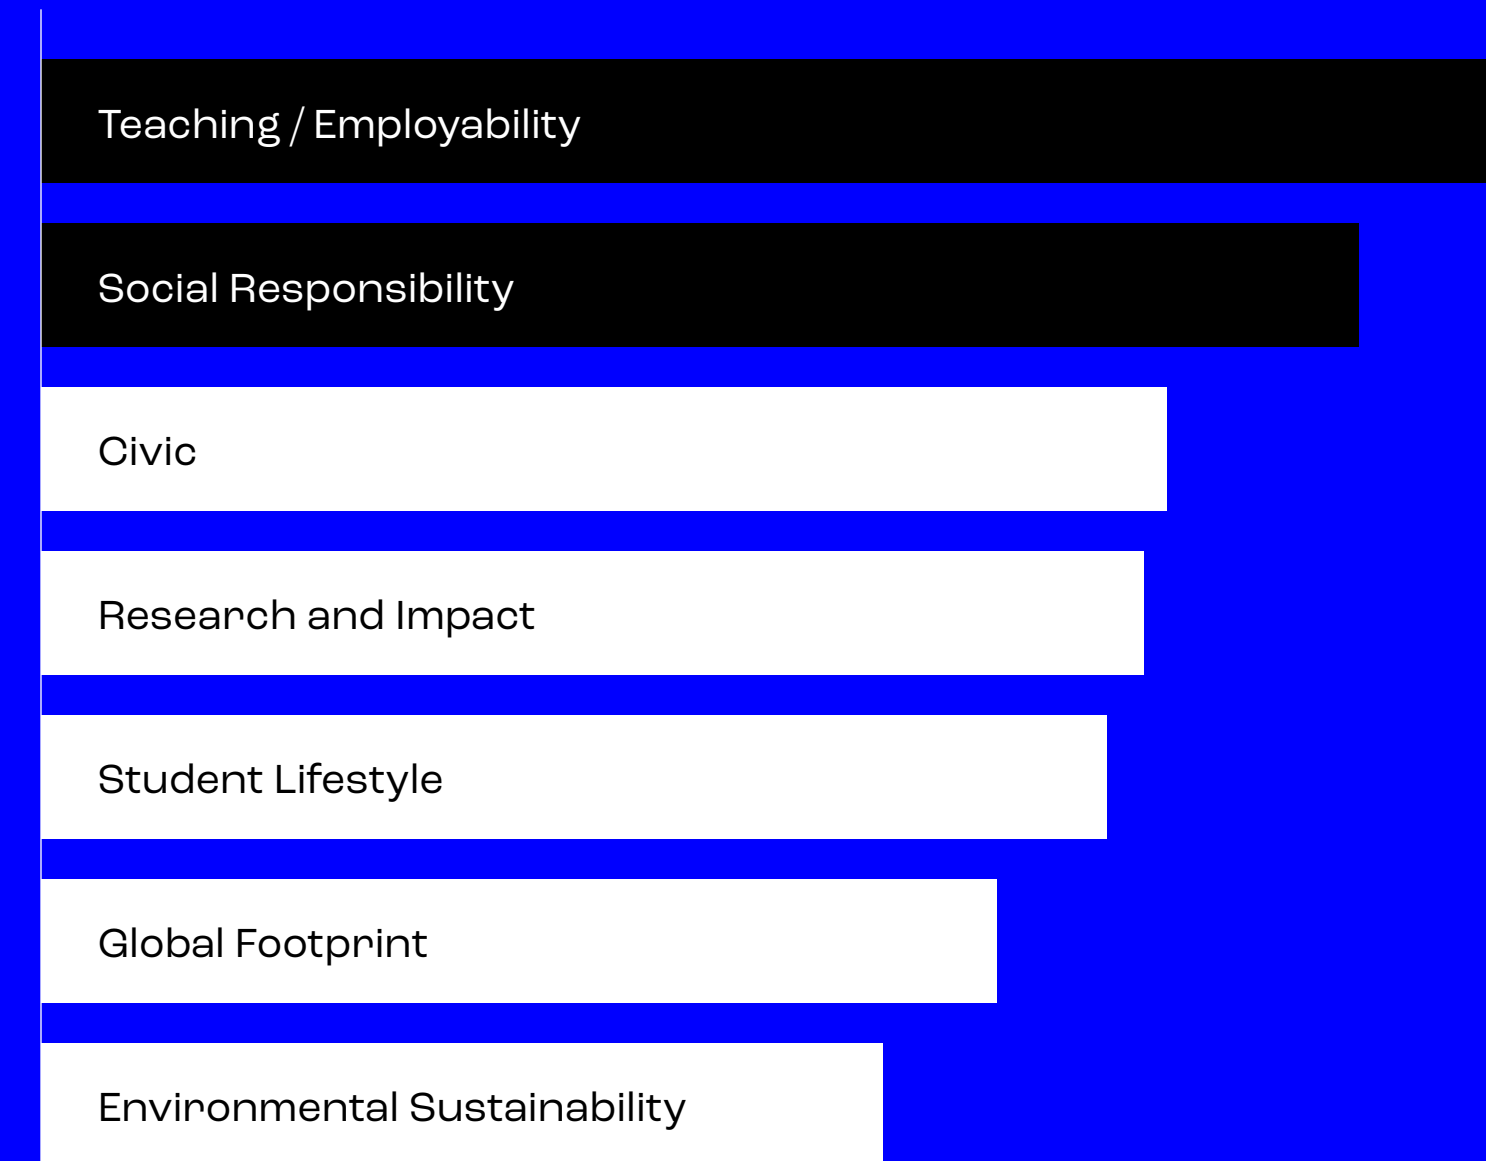 Teaching / Employability
Social Responsibility
Civic
Research and Impact
Student Lifestyle
Global Footprint
Environmental Sustainability